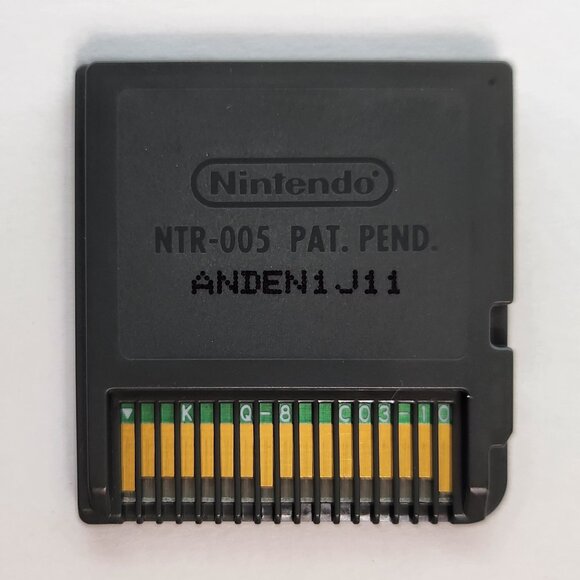 Nintendo®
NTR-005 PAT. PEND.
ANDEN1J11
▼ K Q-8 C03-10